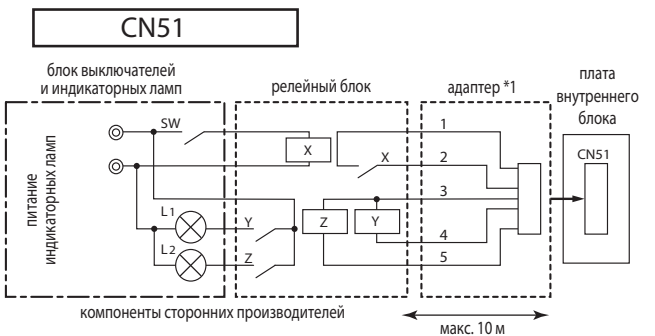 CN51
блок выключателей
и индикаторных ламп
релейный блок
адаптер *1
плата
внутреннего
блока
питание
индикаторных ламп
SW
X
X
1
2
3
4
5
CN51
L1
Y
Z
Y
L2
Z
компоненты сторонних производителей
макс. 10 м